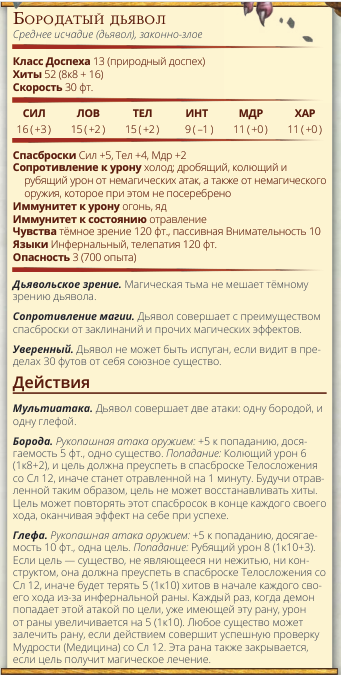 Бородатый дьявол
Среднее исчадие (дьявол), законно-злое
Класс Доспеха 13 (природный доспех)
Хиты 52 (8к8 + 16)
Скорость 30 фт.
СИЛ ЛОВ ТЕЛ ИНТ МДР ХАР
16 (+3) 15 (+2) 15 (+2) 9 (–1) 11 (+0) 11 (+0)
Спасброски Сил +5, Тел +4, Мдр +2
Сопротивление к урону холод; дробящий, колющий и
рубящий урон от немагических атак, а также от немагического
оружия, которое при этом не посеребрено
Иммунитет к урону огонь, яд
Иммунитет к состоянию отравление
Чувства тёмное зрение 120 фт., пассивная Внимательность 10
Языки Инфернальный, телепатия 120 фт.
Опасность 3 (700 опыта)
Дьявольское зрение. Магическая тьма не мешает тёмному
зрению дьявола.
Сопротивление магии. Дьявол совершает с преимуществом
спасброски от заклинаний и прочих магических эффектов.
Уверенный. Дьявол не может быть испуган, если видит в пре-
делах 30 футов от себя союзное существо.
Действия
Мультиатака. Дьявол совершает две атаки: одну бородой, и
одну глефой.
Борода. Рукопашная атака оружием: +5 к попаданию, дося-
гаемость 5 фт., одно существо. Попадание: Колющий урон 6
(1к8+2), и цель должна преуспеть в спасброске Телосложения
со Сл 12, иначе станет отравленной на 1 минуту. Будучи отрав-
ленной таким образом, цель не может восстанавливать хиты.
Цель может повторять этот спасбросок в конце каждого своего
хода, оканчивая эффект на себе при успехе.
Глефа. Рукопашная атака оружием: +5 к попаданию, досягае-
мость 10 фт., одна цель. Попадание: Рубящий урон 8 (1к10+3).
Если цель — существо, не являющееся ни нежитью, ни кон-
структом, она должна преуспеть в спасброске Телосложения со
Сл 12, иначе будет терять 5 (1к10) хитов в начале каждого сво-
его хода из-за инфернальной раны. Каждый раз, когда демон
попадает этой атакой по цели, уже имеющей эту рану, урон
от раны увеличивается на 5 (1к10). Любое существо может
залечить рану, если действием совершит успешную проверку
Мудрости (Медицина) со Сл 12. Эта рана также закрывается,
если цель получит магическое лечение.